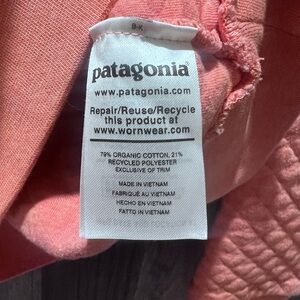 patagonia®
www.patagonia.com
Repair/Reuse/Recycle
this product at
www.wornwear.com
79% ORGANIC COTTON, 21%
RECYCLED POLYESTER
EXCLUSIVE OF TRIM
MADE IN VIETNAM
FABRIQUÉ AU VIETNAM
HECHO EN VIETNAM
FATTO IN VIETNAM